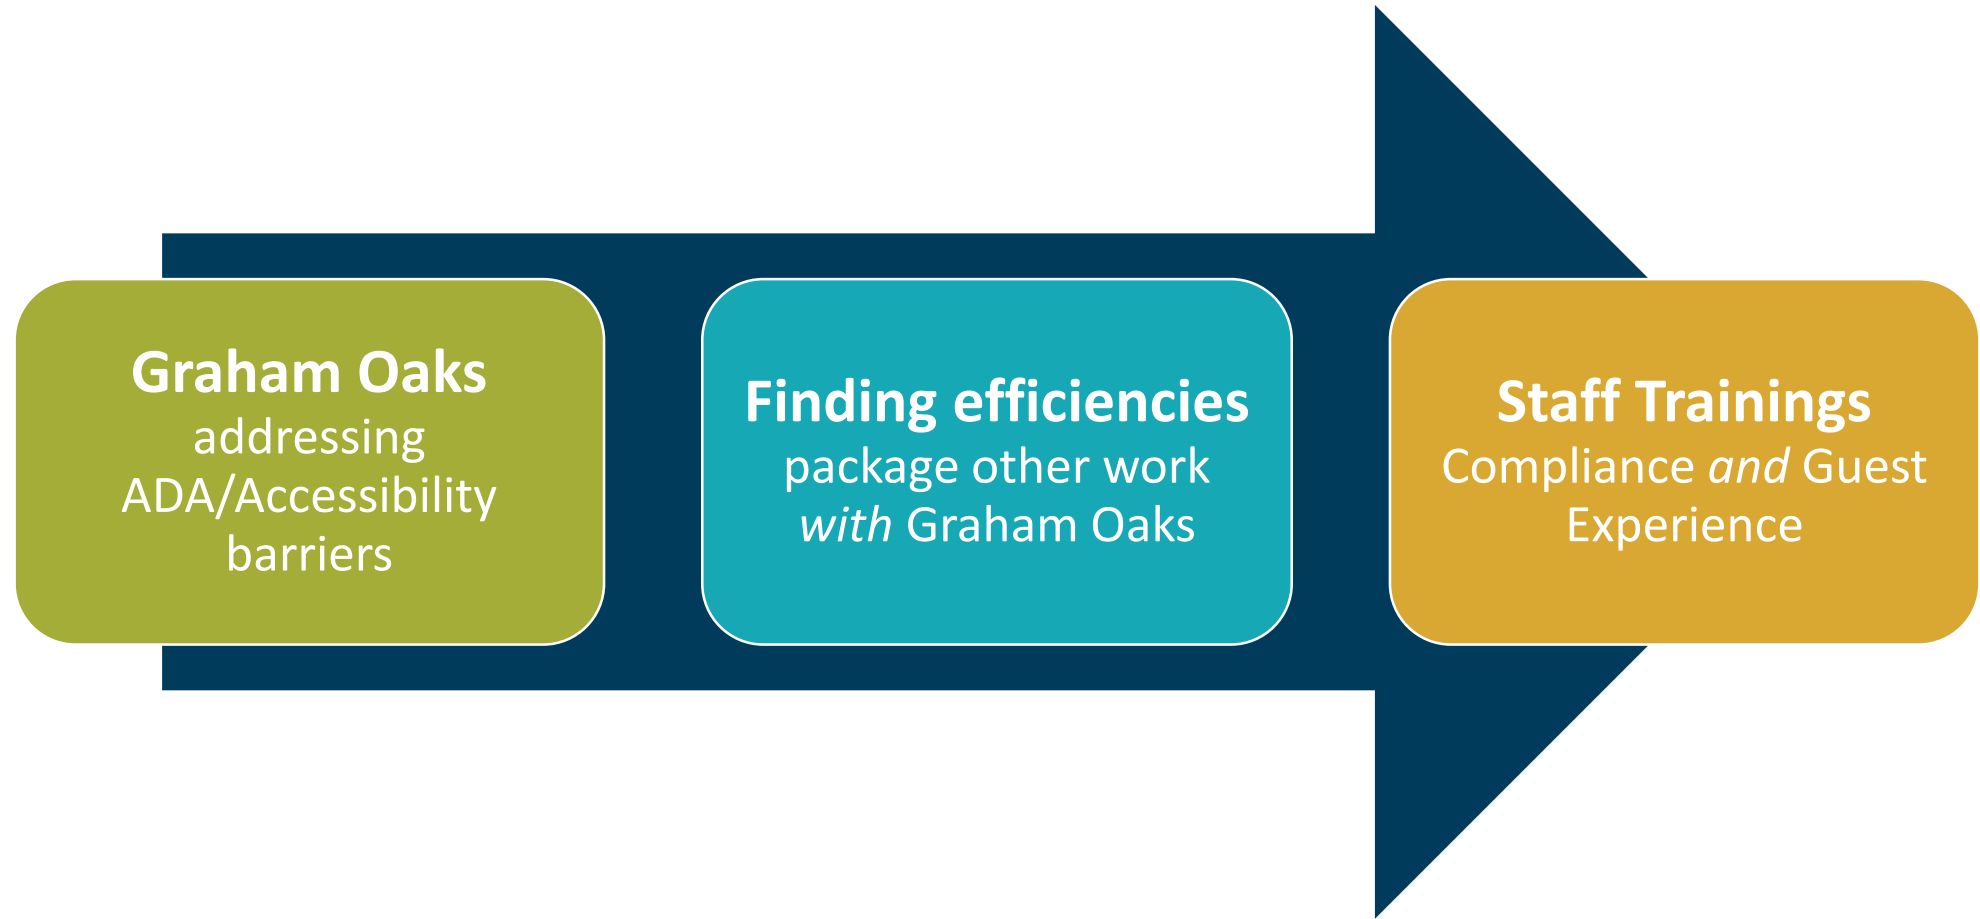 Graham Oaks
addressing
ADA/Accessibility
barriers
Finding efficiencies
package other work
with Graham Oaks
Staff Trainings
Compliance and Guest
Experience